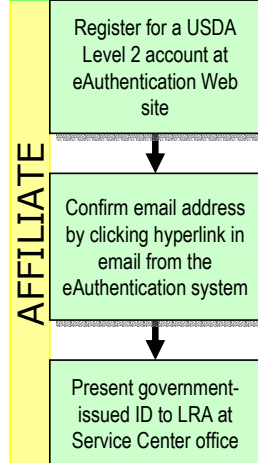 AFFILIATE
Register for a USDA
Level 2 account at
eAuthentication Web
site
Confirm email address
by clicking hyperlink in
email from the
eAuthentication system
Present government-
issued ID to LRA at
Service Center office